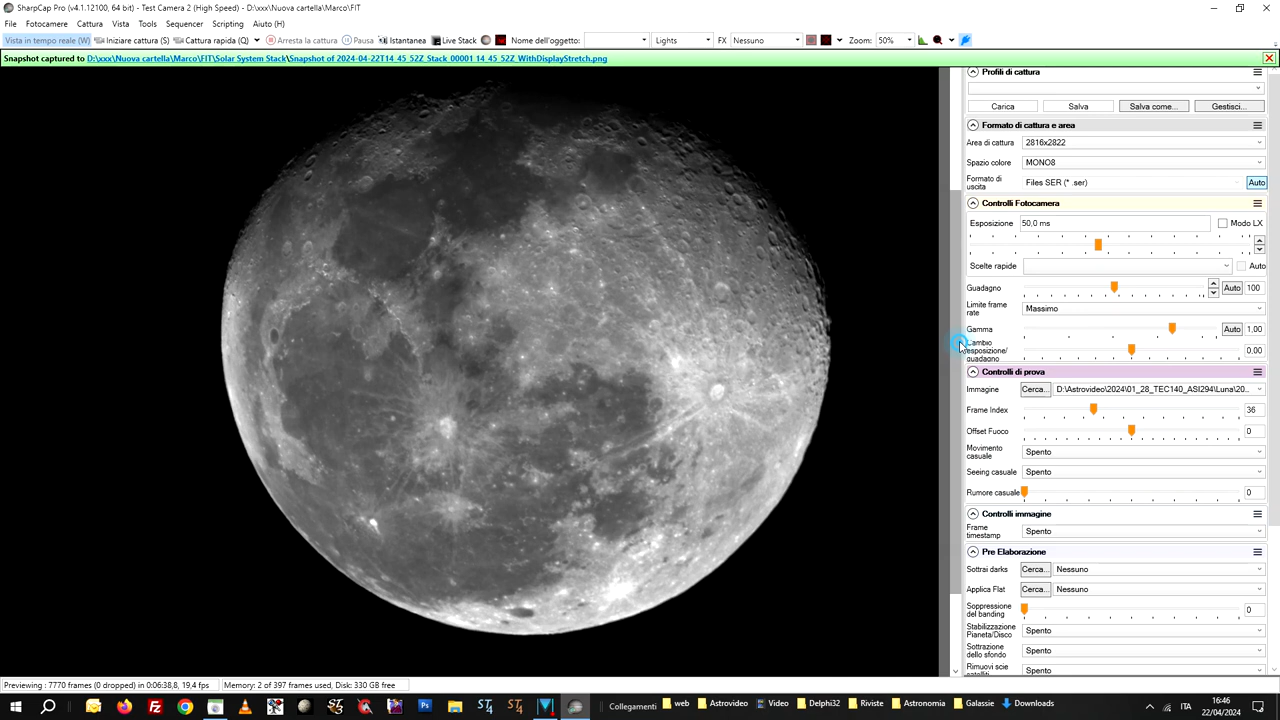 SharpCap Pro (v4.1.12100, 64 bit) - Test Camera 2 (High Speed) - D:\xxx\Nuova cartella\Marco\FIT
File Fotocamere Cattura Vista Tools Sequencer Scripting Aiuto (H)
Vista in tempo reale (W) Iniziare cattura (S) Cattura rapida (Q) Arresta la cattura Pausa Istantanea Live Stack Nome dell'oggetto: Lights FX Nessuno Zoom: 50%
Snapshot captured to D:\xxx\Nuova cartella\Marco\FIT\Solar System Stack\Snapshot of 2024-04-22T14_45_52Z_Stack_00001 14_45_52Z_WithDisplayStretch.png
Profili di cattura
Carica Salva Salva come... Gestisci...
Formato di cattura e area
Area di cattura 2816x2822
Spazio colore MONO8
Formato di uscita Files SER (* .ser) Auto
Controlli Fotocamera
Esposizione 50,0 ms Modo LX
Scelte rapide Auto
Guadagno Auto 100
Limite frame rate Massimo
Gamma Auto 1,00
Cambio esposizione/ guadagno 0,00
Controlli di prova
Immagine Cerca... D:\Astrovideo\2024\01_28_TEC140_ASI294\Luna\20...
Frame Index 36
Offset Fuoco 0
Movimento casuale Spento
Seeing casuale Spento
Rumore casuale 0
Controlli immagine
Frame timestamp Spento
Pre Elaborazione
Sottrai darks Cerca... Nessuno
Applica Flat Cerca... Nessuno
Soppressione del banding 0
Stabilizzazione Pianeta/Disco Spento
Sottrazione dello sfondo Spento
Rimuovi scie satelliti Spento
Previewing : 7770 frames (0 dropped) in 0:06:38,8, 19,4 fps Memory: 2 of 397 frames used, Disk: 330 GB free
Collegamenti web Astrovideo Video Delphi32 Riviste Astronomia Galassie Downloads ITA 16:46
22/04/2024